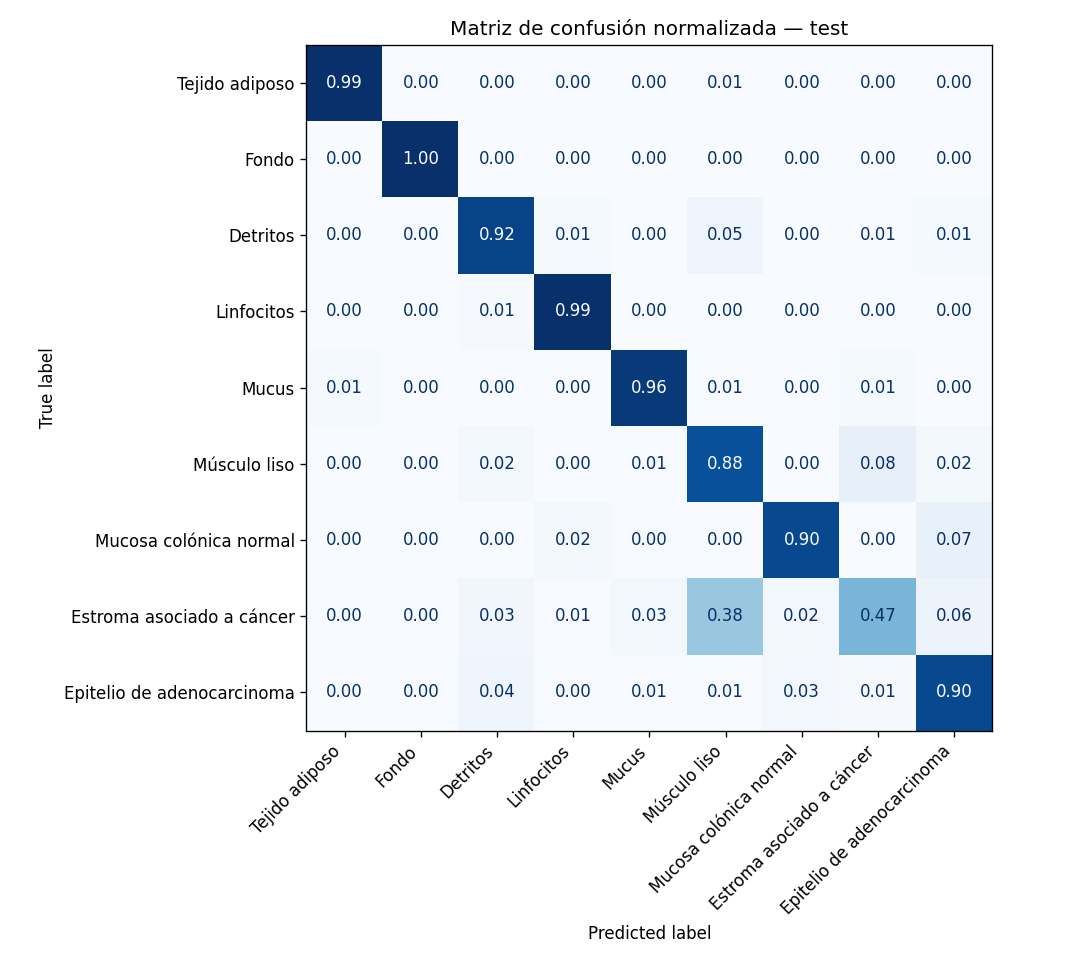 Matriz de confusión normalizada — test
Tejido adiposo 0.99 0.00 0.00 0.00 0.00 0.01 0.00 0.00 0.00
Fondo 0.00 1.00 0.00 0.00 0.00 0.00 0.00 0.00 0.00
Detritos 0.00 0.00 0.92 0.01 0.00 0.05 0.00 0.01 0.01
Linfocitos 0.00 0.00 0.01 0.99 0.00 0.00 0.00 0.00 0.00
Mucus 0.01 0.00 0.00 0.00 0.96 0.01 0.00 0.01 0.00
Músculo liso 0.00 0.00 0.02 0.00 0.01 0.88 0.00 0.08 0.02
Mucosa colónica normal 0.00 0.00 0.00 0.02 0.00 0.00 0.90 0.00 0.07
Estroma asociado a cáncer 0.00 0.00 0.03 0.01 0.03 0.38 0.02 0.47 0.06
Epitelio de adenocarcinoma 0.00 0.00 0.04 0.00 0.01 0.01 0.03 0.01 0.90
True label
Tejido adiposo
Fondo
Detritos
Linfocitos
Mucus
Músculo liso
Mucosa colónica normal
Estroma asociado a cáncer
Epitelio de adenocarcinoma
Predicted label